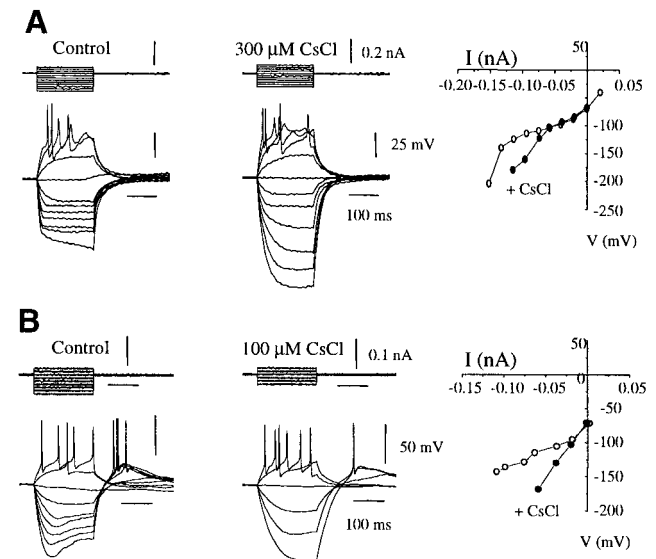 A
Control
300 µM CsCl
0.2 nA
25 mV
100 ms
I (nA)
50
-0.20 -0.15 -0.10 -0.05 0.05
-100
-150
-200
-250
+ CsCl
V (mV)
B
Control
100 µM CsCl
0.1 nA
50 mV
100 ms
I (nA)
50
-0.15 -0.10 -0.05 0 0.05
-50
-100
-150
-200
+ CsCl
V (mV)